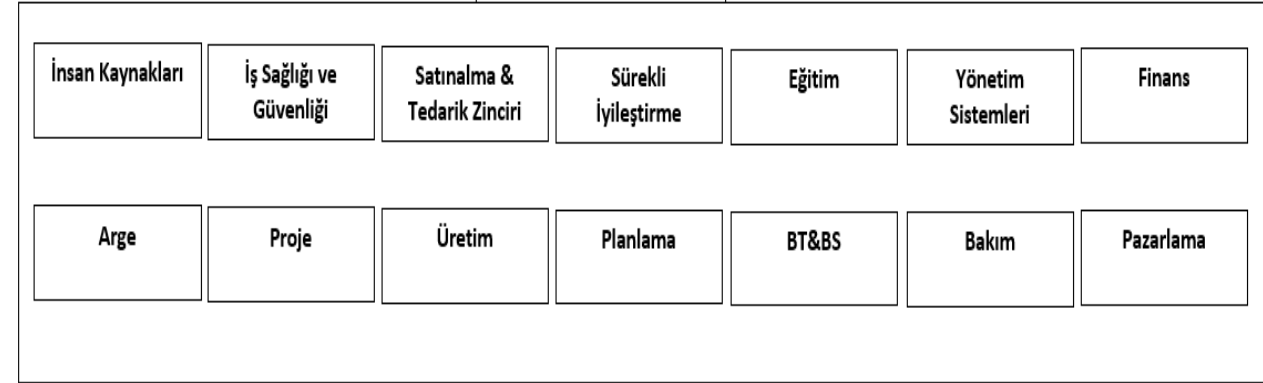 İnsan Kaynakları
İş Sağlığı ve
Güvenliği
Satınalma &
Tedarik Zinciri
Sürekli
İyileştirme
Eğitim
Yönetim
Sistemleri
Finans
Arge
Proje
Üretim
Planlama
BT&BS
Bakım
Pazarlama